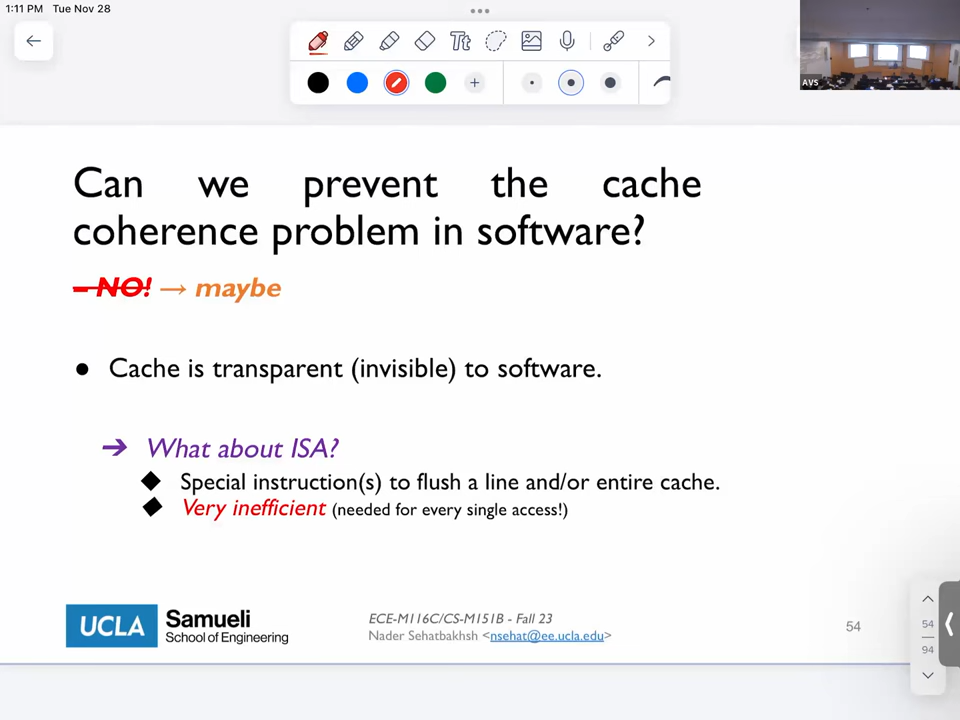 1:11 PM Tue Nov 28
Tt
AVS
Can we prevent the cache
coherence problem in software?
– NO! → maybe
● Cache is transparent (invisible) to software.
➔ What about ISA?
◆ Special instruction(s) to flush a line and/or entire cache.
◆ Very inefficient (needed for every single access!)
UCLA Samueli
School of Engineering
ECE-M116C/CS-M151B - Fall 23
Nader Sehatbakhsh <nsehat@ee.ucla.edu>
54
54
94